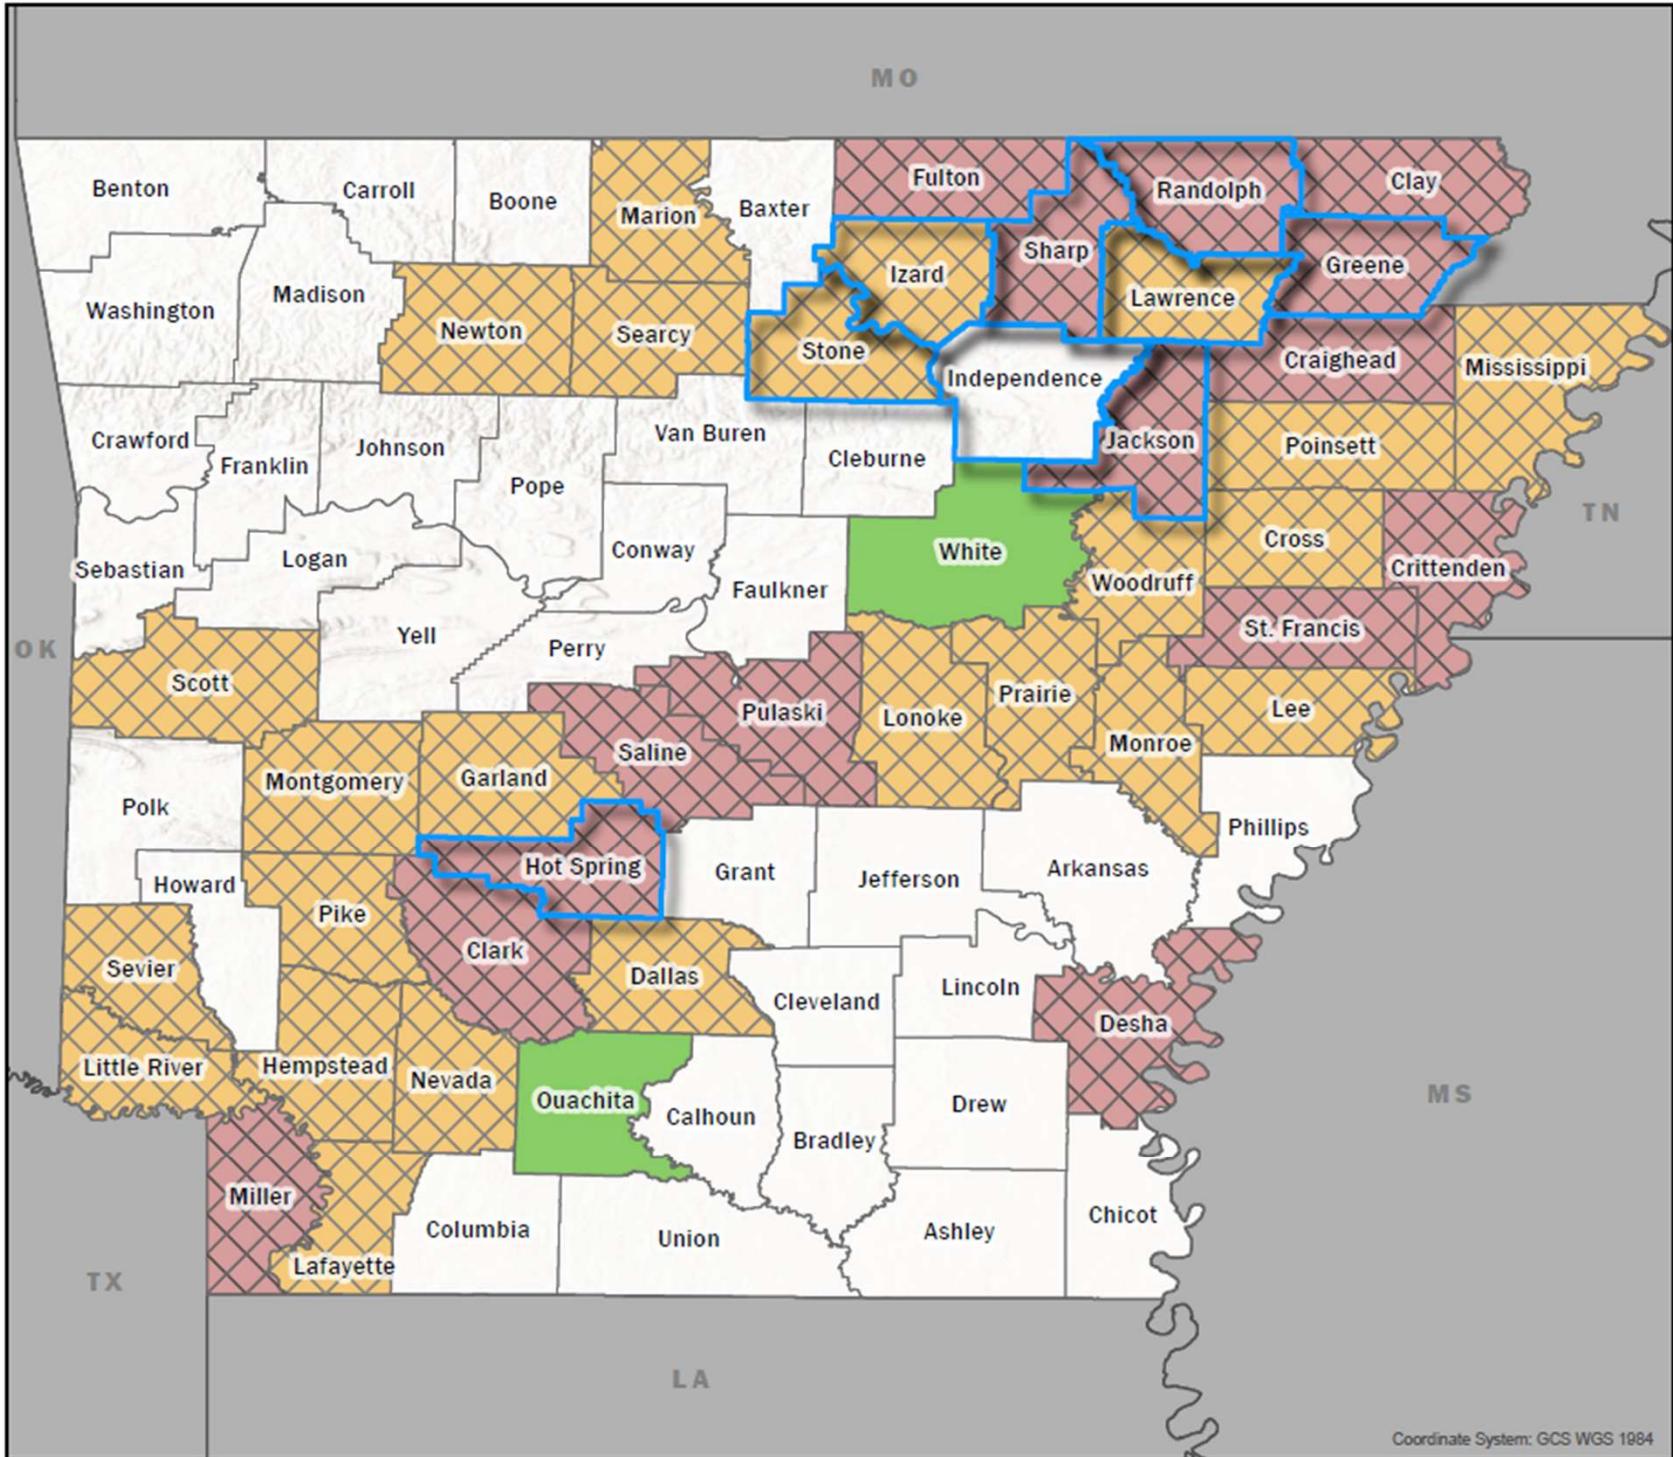 MO
Benton
Carroll
Boone
Marion
Baxter
Fulton
Randolph
Clay
Sharp
Izard
Lawrence
Greene
Washington
Madison
Newton
Searcy
Stone
Independence
Craighead
Mississippi
Crawford
Franklin
Johnson
Pope
Van Buren
Cleburne
Jackson
Poinsett
TN
Sebastian
Logan
Conway
Faulkner
White
Woodruff
Cross
Crittenden
OK
Scott
Yell
Perry
St. Francis
Pulaski
Saline
Lonoke
Prairie
Monroe
Lee
Polk
Montgomery
Garland
Phillips
Howard
Pike
Hot Spring
Grant
Jefferson
Arkansas
Sevier
Clark
Dallas
Cleveland
Lincoln
Desha
Little River
Hempstead
Nevada
Ouachita
Calhoun
Bradley
Drew
MS
Miller
Lafayette
Columbia
Union
Ashley
Chicot
TX
LA
Coordinate System: GCS WGS 1984